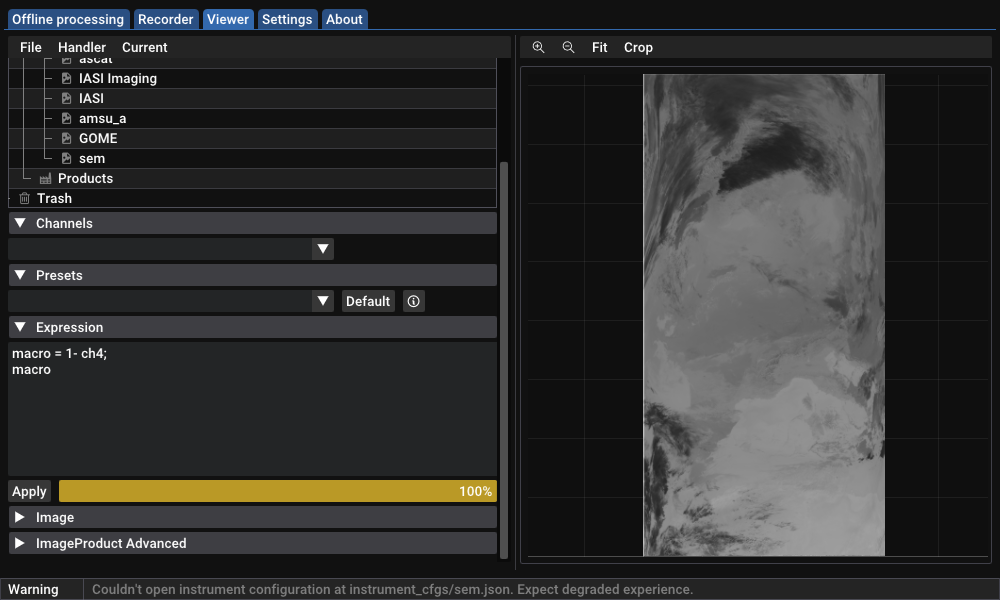 Offline processing Recorder Viewer Settings About
File Handler Current
Fit Crop
ascat
IASI Imaging
IASI
amsu_a
GOME
sem
Products
Trash
Channels
Presets
Default
Expression
macro = 1- ch4;
macro
Apply 100%
Image
ImageProduct Advanced
Warning Couldn't open instrument configuration at instrument_cfgs/sem.json. Expect degraded experience.